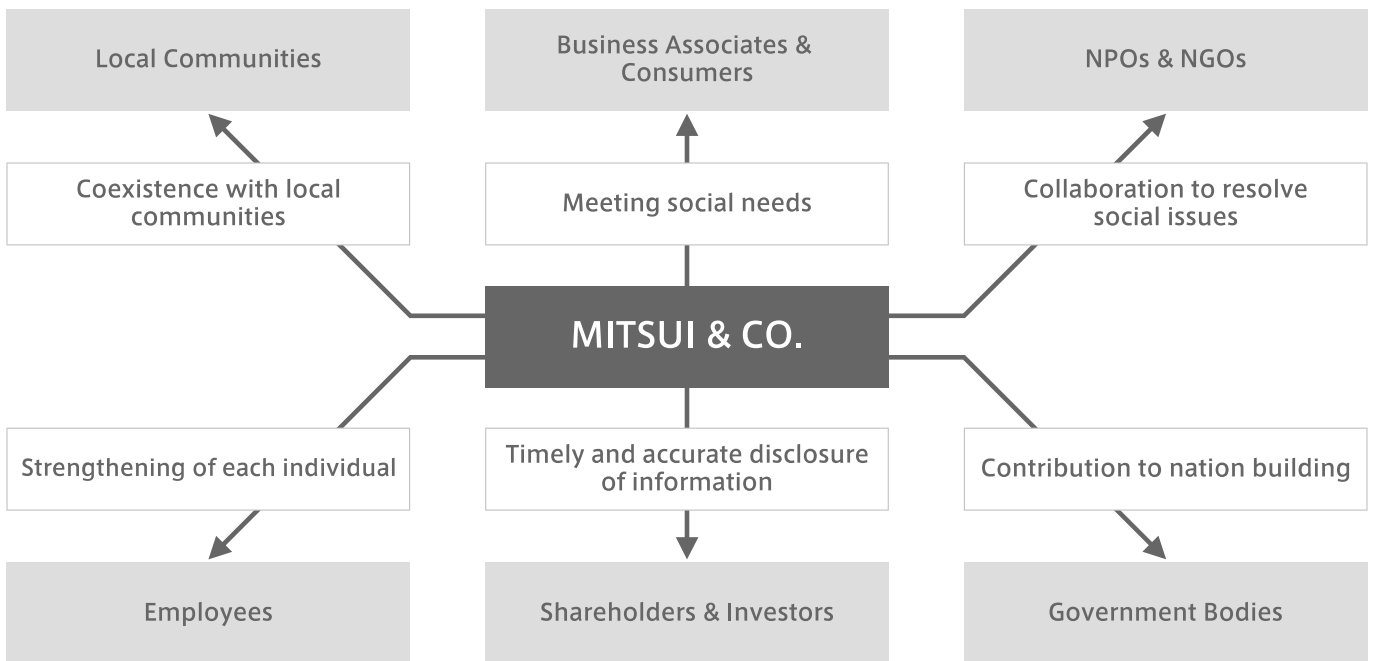 Local Communities
Business Associates &
Consumers
NPOs & NGOs
Coexistence with local
communities
Meeting social needs
Collaboration to resolve
social issues
MITSUI & CO.
Strengthening of each individual
Timely and accurate disclosure
of information
Contribution to nation building
Employees
Shareholders & Investors
Government Bodies